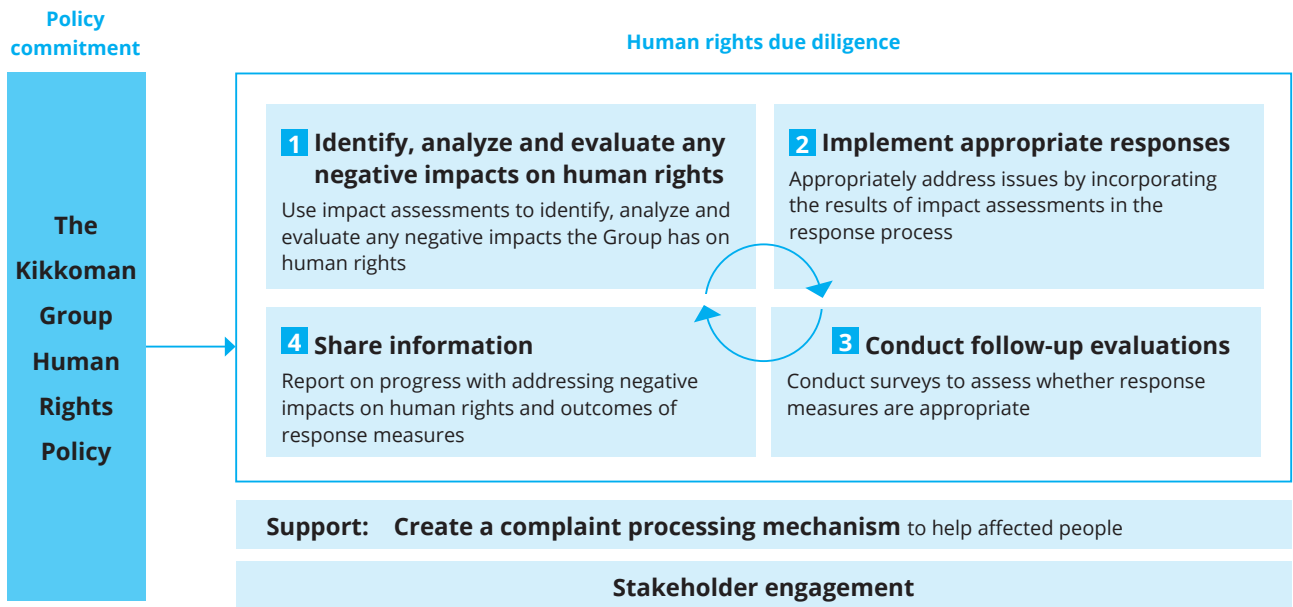 Policy
commitment
Human rights due diligence
The
Kikkoman
Group
Human
Rights
Policy
1 Identify, analyze and evaluate any
negative impacts on human rights
Use impact assessments to identify, analyze and
evaluate any negative impacts the Group has on
human rights
2 Implement appropriate responses
Appropriately address issues by incorporating
the results of impact assessments in the
response process
4 Share information
Report on progress with addressing negative
impacts on human rights and outcomes of
response measures
3 Conduct follow-up evaluations
Conduct surveys to assess whether response
measures are appropriate
Support: Create a complaint processing mechanism to help affected people
Stakeholder engagement